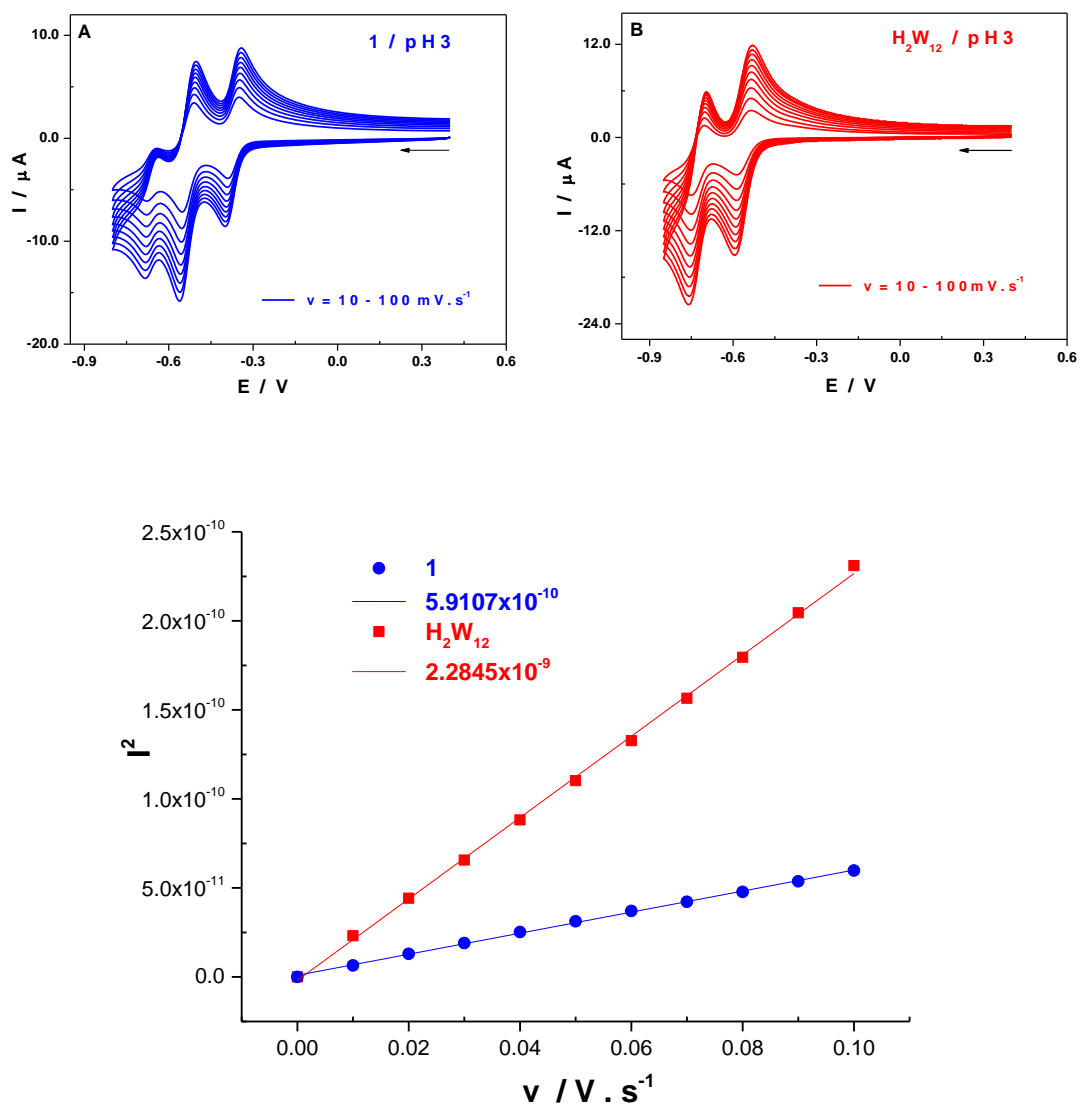 A
1 / pH3
10.0
0.0
-10.0
-20.0
I / μA
v = 10 - 100 mV.s⁻¹
-0.9
-0.6
-0.3
0.0
0.3
0.6
E / V
B
H₂W₁₂ / pH3
12.0
0.0
-12.0
-24.0
I / μA
v = 10 - 100 mV.s⁻¹
-0.9
-0.6
-0.3
0.0
0.3
0.6
E / V
2.5x10⁻¹⁰
2.0x10⁻¹⁰
1.5x10⁻¹⁰
1.0x10⁻¹⁰
5.0x10⁻¹¹
0.0
I²
1
5.9107x10⁻¹⁰
H₂W₁₂
2.2845x10⁻⁹
0.00
0.02
0.04
0.06
0.08
0.10
v / V . s⁻¹